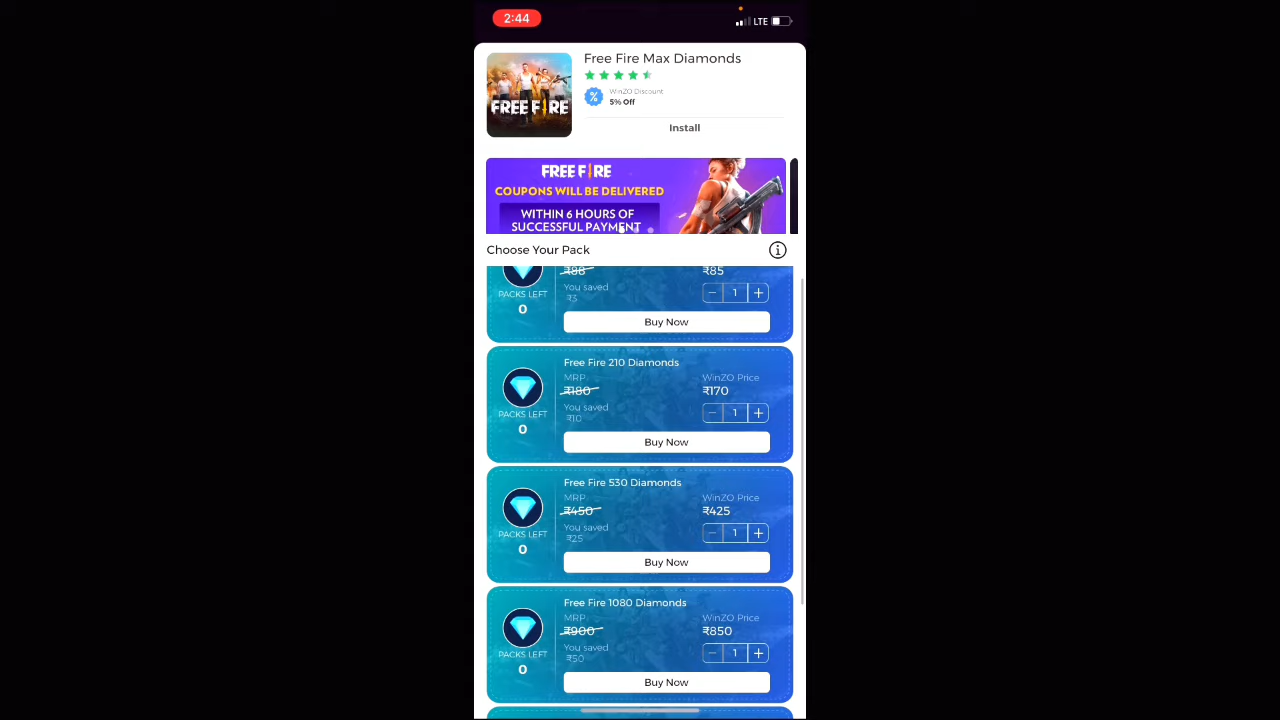 2:44
LTE
Free Fire Max Diamonds
FREE FIRE
WinZO Discount
5% Off
Install
FREE FIRE
COUPONS WILL BE DELIVERED
WITHIN 6 HOURS OF
SUCCESSFUL PAYMENT
Choose Your Pack
₹88 ₹85
PACKS LEFT You saved - 1 +
0 ₹3
Buy Now
Free Fire 210 Diamonds
MRP WinZO Price
₹180 ₹170
PACKS LEFT You saved - 1 +
0 ₹10
Buy Now
Free Fire 530 Diamonds
MRP WinZO Price
₹450 ₹425
PACKS LEFT You saved - 1 +
0 ₹25
Buy Now
Free Fire 1080 Diamonds
MRP WinZO Price
₹900 ₹850
PACKS LEFT You saved - 1 +
0 ₹50
Buy Now